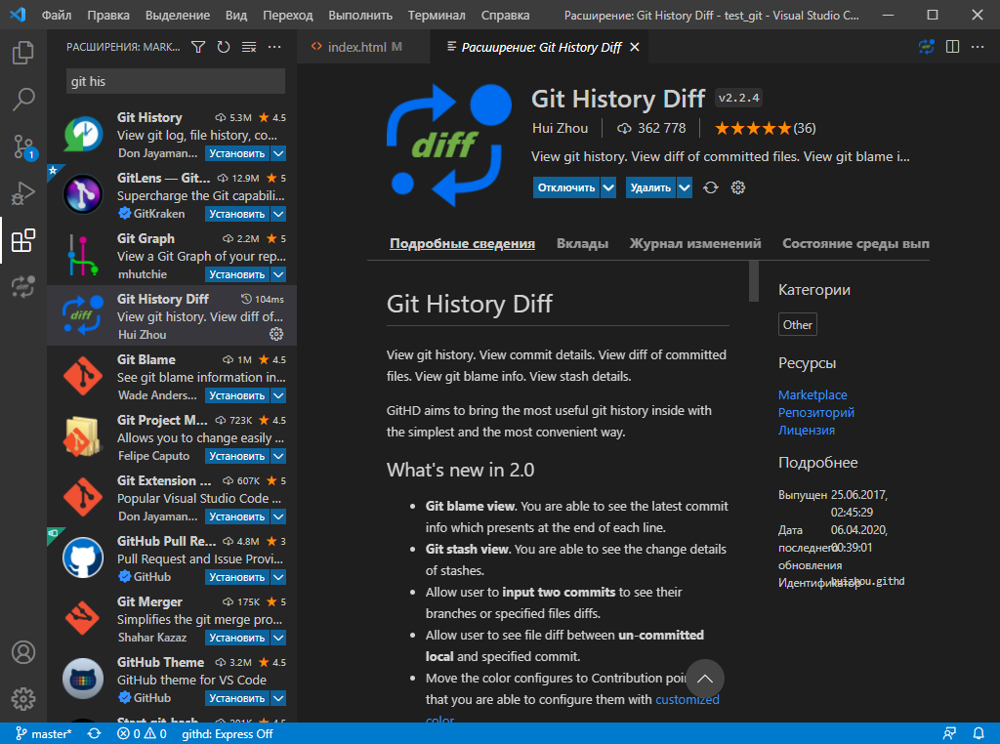 Файл Правка Выделение Вид Переход Выполнить Терминал Справка Расширение: Git History Diff - test_git - Visual Studio C...
РАСШИРЕНИЯ: MARK...
git his
Git History 5.3M 4.5
View git log, file history, co...
Don Jayaman... Установить
GitLens — Git... 12.9M 5
Supercharge the Git capabili...
GitKraken Установить
Git Graph 2.2M 5
View a Git Graph of your rep...
mhutchie Установить
Git History Diff 104ms
View git history. View diff of...
Hui Zhou
Git Blame 1M 4.5
See git blame information in...
Wade Anders... Установить
Git Project M... 723K 4.5
Allows you to change easily ...
Felipe Caputo Установить
Git Extension ... 607K 5
Popular Visual Studio Code ...
Don Jayaman... Установить
GitHub Pull Re... 4.8M 3
Pull Request and Issue Provi...
GitHub Установить
Git Merger 175K 5
Simplifies the git merge pro...
Shahar Kazaz Установить
GitHub Theme 3.2M 4.5
GitHub theme for VS Code
GitHub Установить
index.html M Расширение: Git History Diff
diff
Git History Diff v2.2.4
Hui Zhou 362 778 (36)
View git history. View diff of committed files. View git blame i...
Отключить Удалить
Подробные сведения Вклады Журнал изменений Состояние среды вып
Git History Diff
View git history. View commit details. View diff of committed
files. View git blame info. View stash details.
GitHD aims to bring the most useful git history inside with
the simplest and the most convenient way.
What's new in 2.0
• Git blame view. You are able to see the latest commit
info which presents at the end of each line.
• Git stash view. You are able to see the change details
of stashes.
• Allow user to input two commits to see their
branches or specified files diffs.
• Allow user to see file diff between un-committed
local and specified commit.
• Move the color configures to Contribution poin
that you are able to configure them with customized
color
Категории
Other
Ресурсы
Marketplace
Репозиторий
Лицензия
Подробнее
Выпущен 25.06.2017,
02:45:29
Дата 06.04.2020,
последнего 00:39:01
обновления
Идентификатор huizhou.githd
master* 0 0 githd: Express Off
1